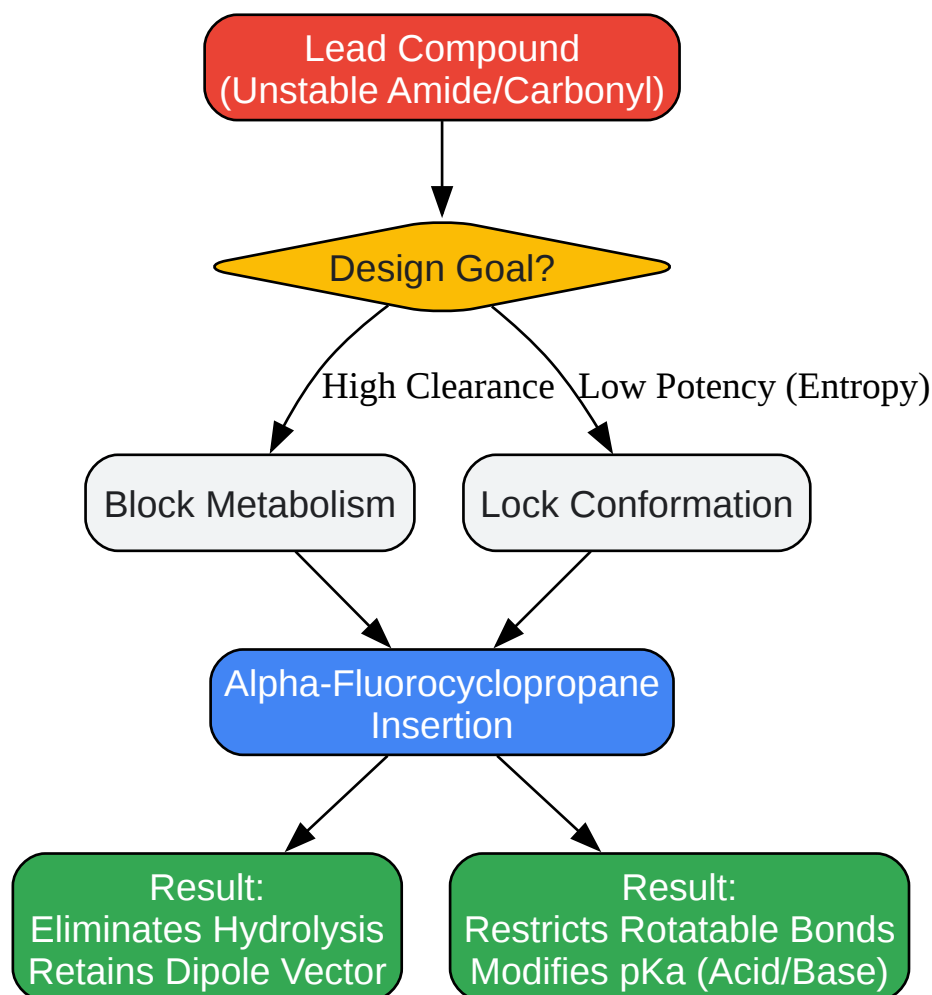 Lead Compound
(Unstable Amide/Carbonyl)
Design Goal?
High Clearance
Low Potency (Entropy)
Block Metabolism
Lock Conformation
Alpha-Fluorocyclopropane
Insertion
Result:
Eliminates Hydrolysis
Retains Dipole Vector
Result:
Restricts Rotatable Bonds
Modifies pKa (Acid/Base)